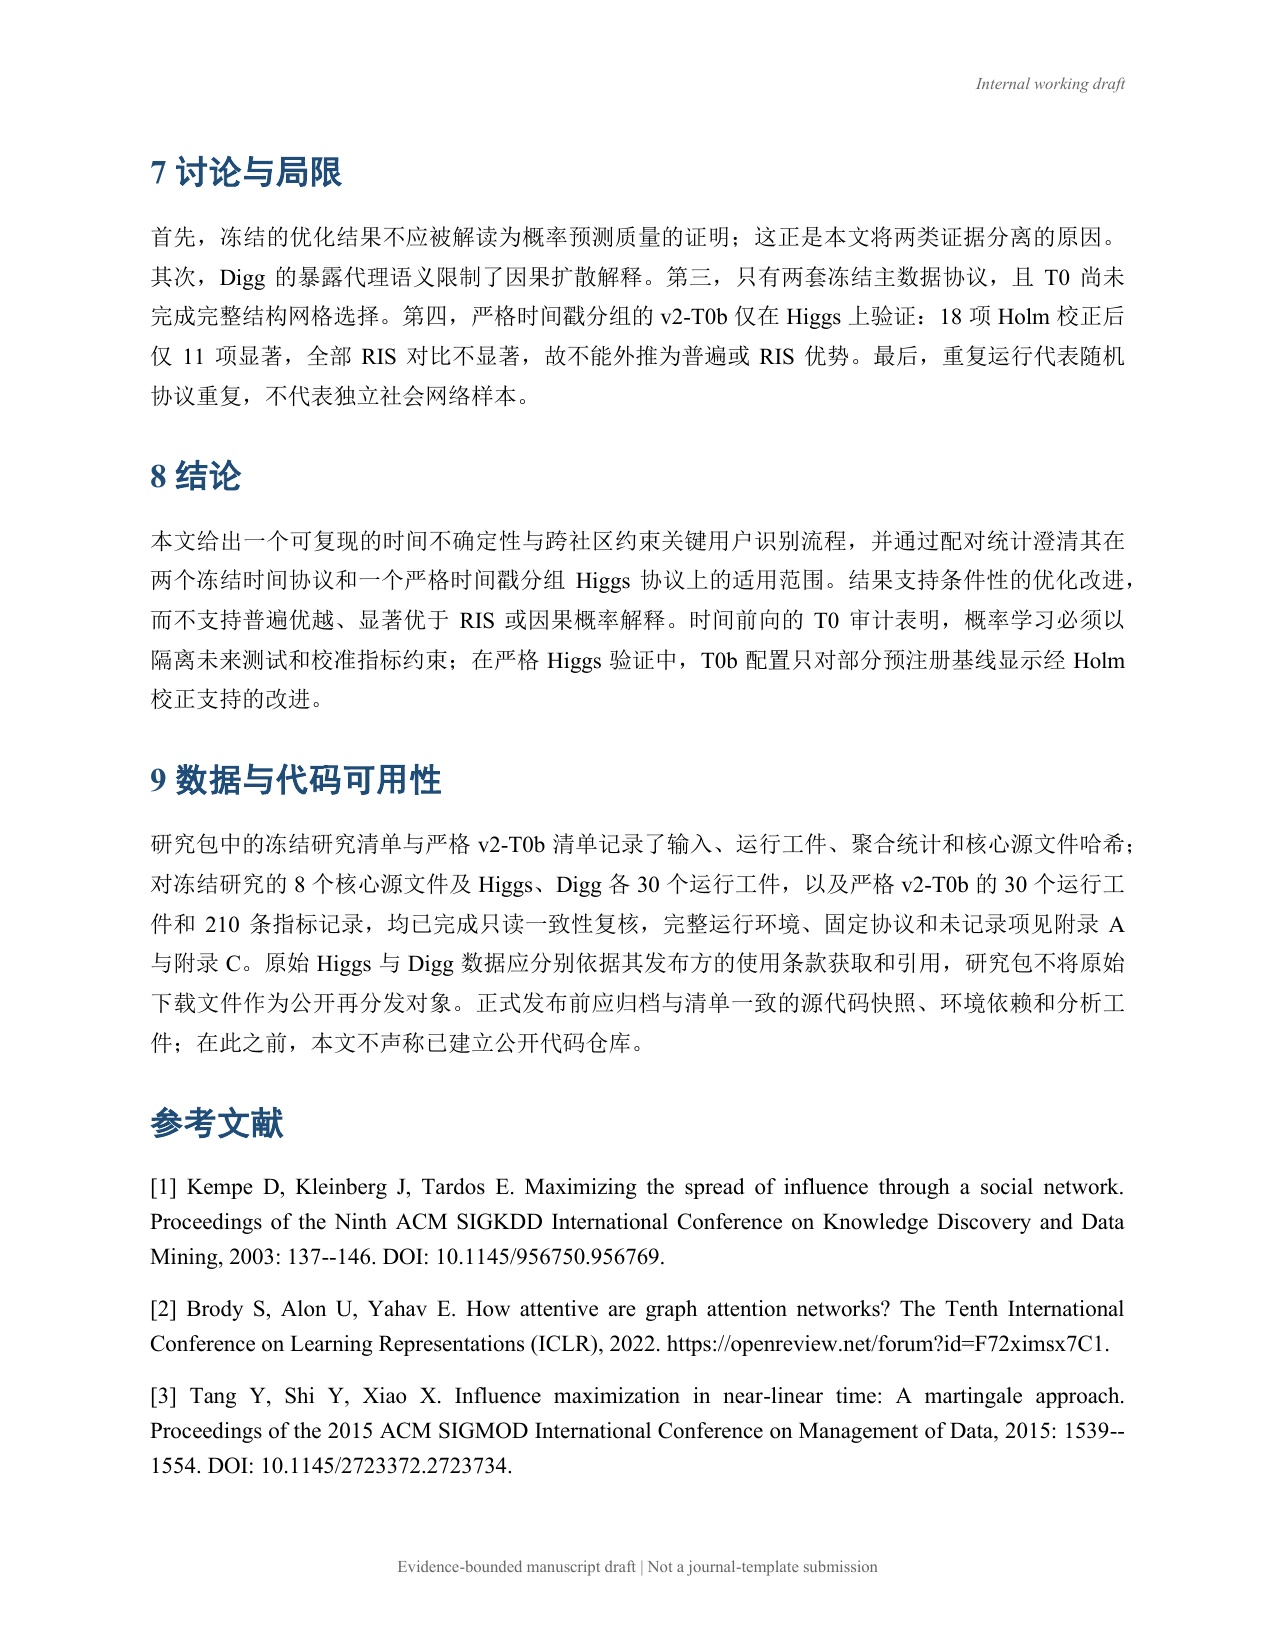 Internal working draft
7 讨论与局限
首先，冻结的优化结果不应被解读为概率预测质量的证明；这正是本文将两类证据分离的原因。
其次，Digg 的暴露代理语义限制了因果扩散解释。第三，只有两套冻结主数据协议，且 T0 尚未
完成完整结构网格选择。第四，严格时间戳分组的 v2-T0b 仅在 Higgs 上验证：18 项 Holm 校正后
仅 11 项显著，全部 RIS 对比不显著，故不能外推为普遍或 RIS 优势。最后，重复运行代表随机
协议重复，不代表独立社会网络样本。
8 结论
本文给出一个可复现的时间不确定性与跨社区约束关键用户识别流程，并通过配对统计澄清其在
两个冻结时间协议和一个严格时间戳分组 Higgs 协议上的适用范围。结果支持条件性的优化改进，
而不支持普遍优越、显著优于 RIS 或因果概率解释。时间前向的 T0 审计表明，概率学习必须以
隔离未来测试和校准指标约束；在严格 Higgs 验证中，T0b 配置只对部分预注册基线显示经 Holm
校正支持的改进。
9 数据与代码可用性
研究包中的冻结研究清单与严格 v2-T0b 清单记录了输入、运行工件、聚合统计和核心源文件哈希；
对冻结研究的 8 个核心源文件及 Higgs、Digg 各 30 个运行工件，以及严格 v2-T0b 的 30 个运行工
件和 210 条指标记录，均已完成只读一致性复核，完整运行环境、固定协议和未记录项见附录 A
与附录 C。原始 Higgs 与 Digg 数据应分别依据其发布方的使用条款获取和引用，研究包不将原始
下载文件作为公开再分发对象。正式发布前应归档与清单一致的源代码快照、环境依赖和分析工
件；在此之前，本文不声称已建立公开代码仓库。
参考文献
[1] Kempe D, Kleinberg J, Tardos E. Maximizing the spread of influence through a social network.
Proceedings of the Ninth ACM SIGKDD International Conference on Knowledge Discovery and Data
Mining, 2003: 137--146. DOI: 10.1145/956750.956769.
[2] Brody S, Alon U, Yahav E. How attentive are graph attention networks? The Tenth International
Conference on Learning Representations (ICLR), 2022. https://openreview.net/forum?id=F72ximsx7C1.
[3] Tang Y, Shi Y, Xiao X. Influence maximization in near-linear time: A martingale approach.
Proceedings of the 2015 ACM SIGMOD International Conference on Management of Data, 2015: 1539--
1554. DOI: 10.1145/2723372.2723734.
Evidence-bounded manuscript draft | Not a journal-template submission